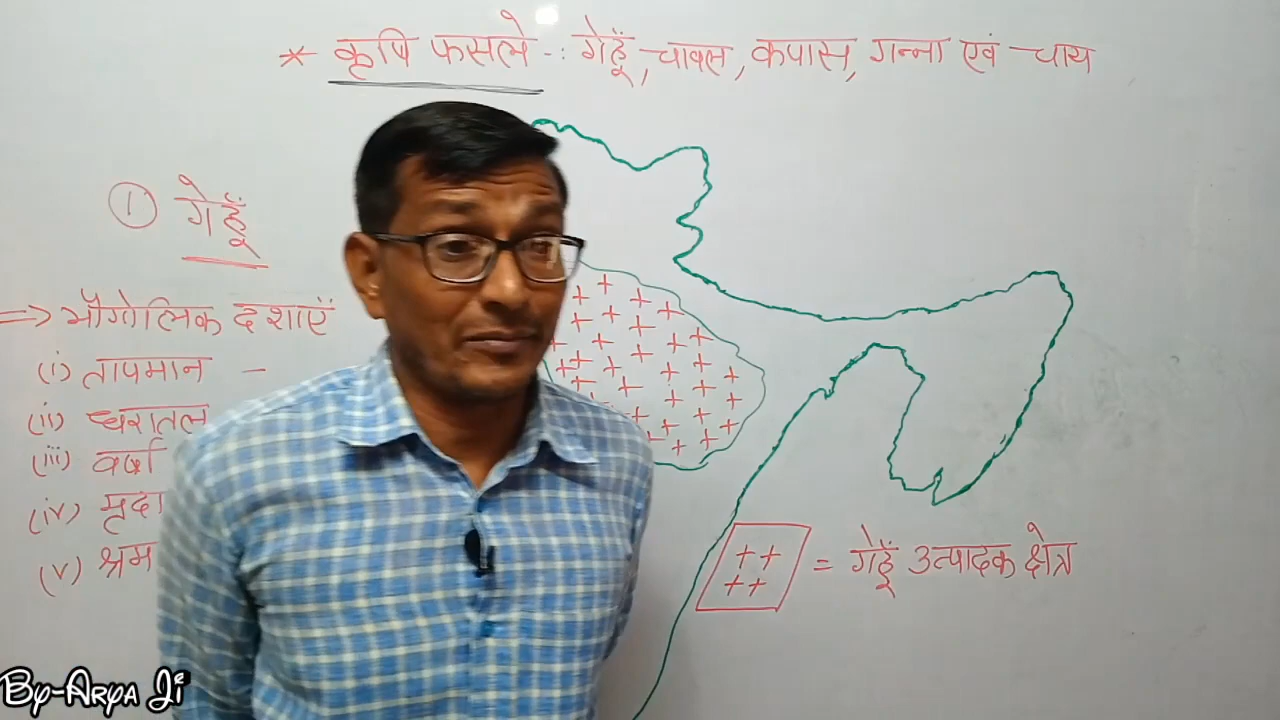 * कृषि फसले -: गेहूँ, चावल, कपास, गन्ना एवं चाय
① गेहूँ
⇒ भौगोलिक दशाएँ
(i) तापमान -
(ii) धरातल
(iii) वर्षा
(iv) मृदा
(v) श्रम
= गेहूँ उत्पादक क्षेत्र
By-Arya Ji